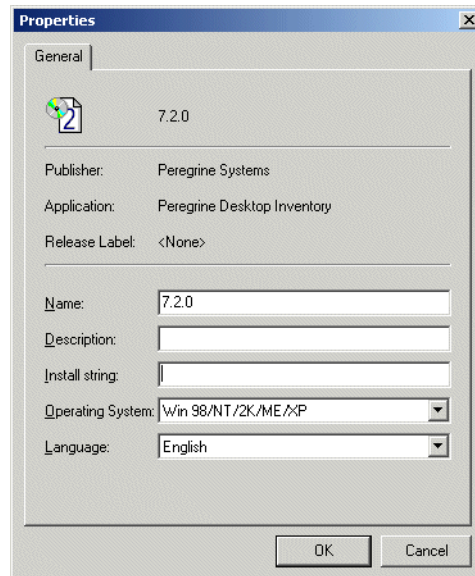 Properties
General
2
7.2.0
Publisher: Peregrine Systems
Application: Peregrine Desktop Inventory
Release Label: <None>
Name: 7.2.0
Description:
Install string:
Operating System: Win 98/NT/2K/ME/XP
Language: English
OK Cancel